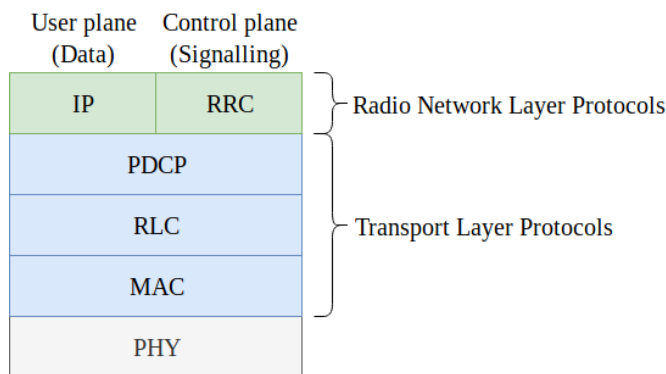 User plane
(Data)
Control plane
(Signalling)
IP
RRC
Radio Network Layer Protocols
PDCP
RLC
Transport Layer Protocols
MAC
PHY